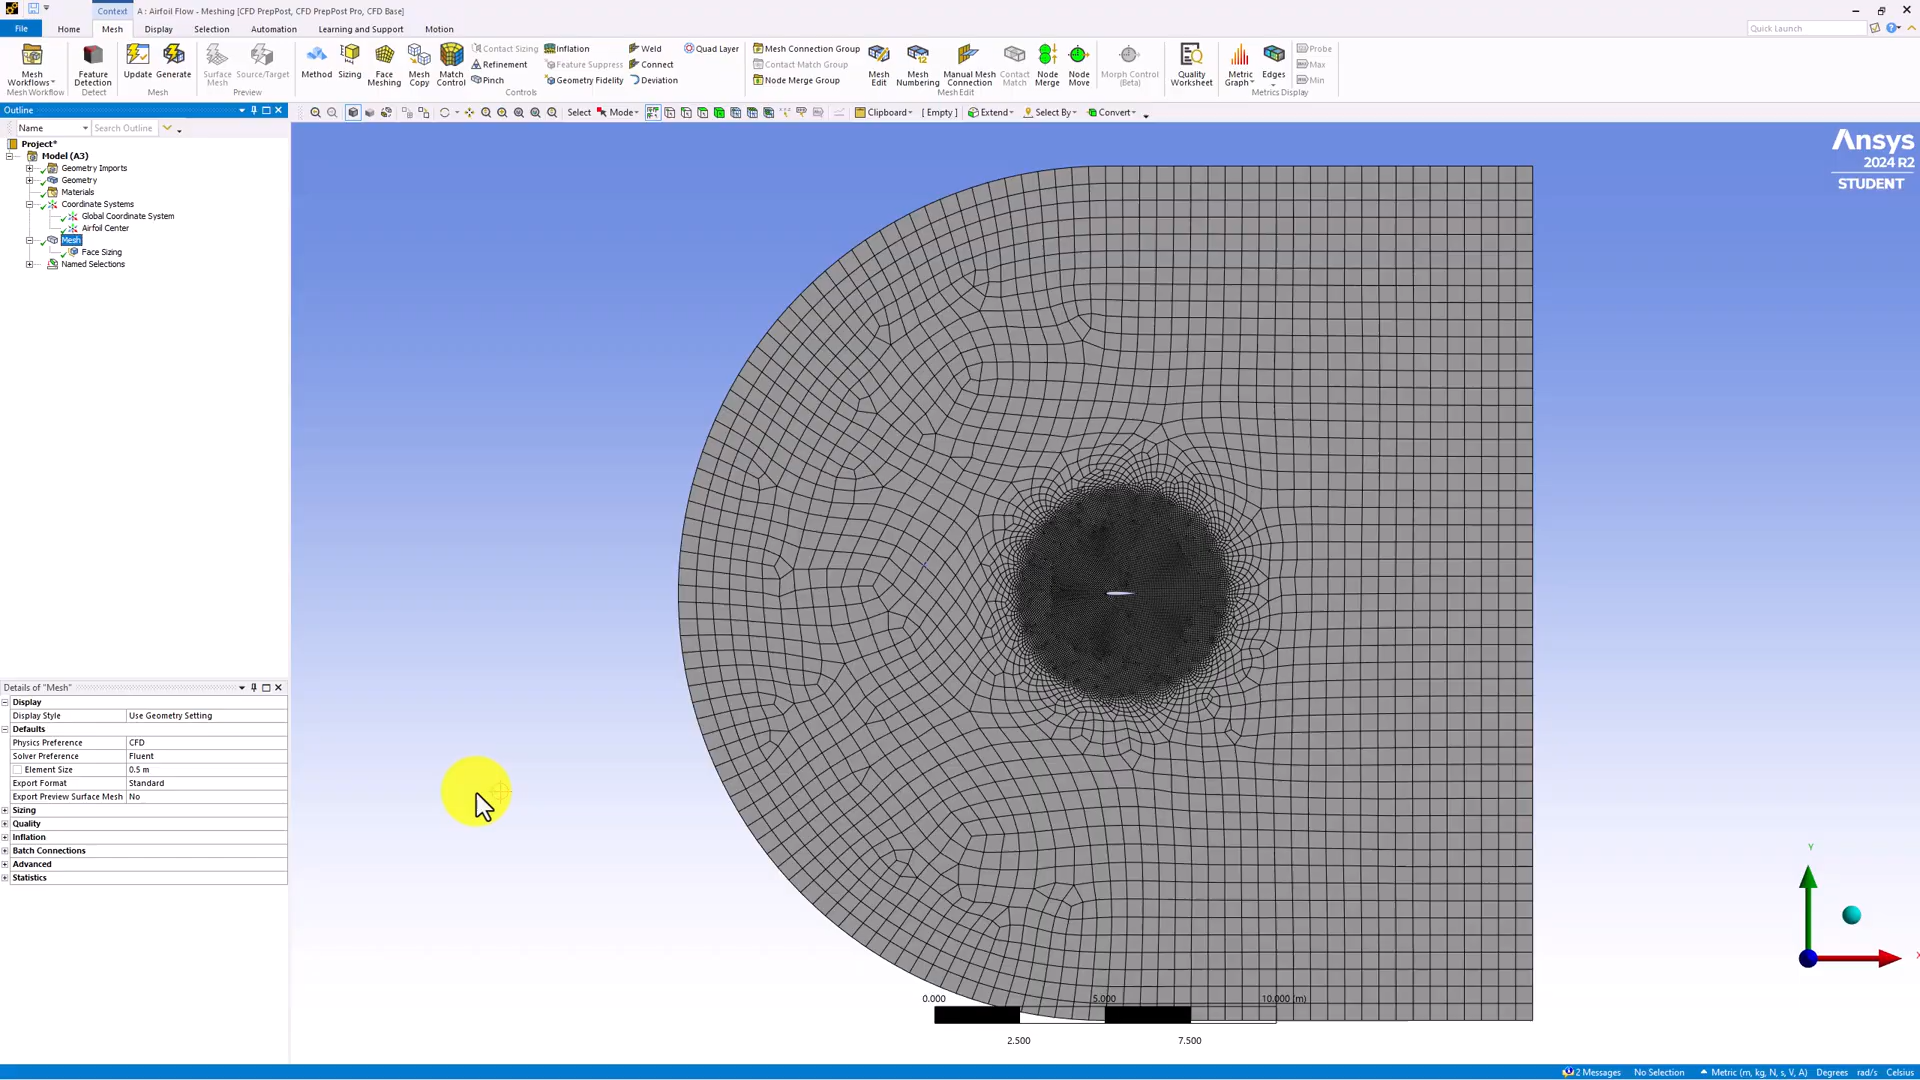 Context
A : Airfoil Flow - Meshing [CFD PrepPost, CFD PrepPost Pro, CFD Base]
File Home Mesh Display Selection Automation Learning and Support Motion
Quick Launch
Mesh Workflows
Mesh Workflow
Feature Detection
Detect
Update Generate
Mesh
Surface Mesh Source/Target
Preview
Method Sizing Face Meshing Mesh Copy Match Control
Contact Sizing
Refinement
Pinch
Inflation
Feature Suppress
Geometry Fidelity
Weld
Connect
Deviation
Quad Layer
Controls
Mesh Connection Group
Contact Match Group
Node Merge Group
Mesh Edit Mesh Numbering Manual Mesh Connection Contact Match Node Merge Node Move
Mesh Edit
Morph Control (Beta)
Quality Worksheet
Metric Graph Edges
Probe
Max
Min
Metrics Display
Outline
Name Search Outline
Select Mode Clipboard [ Empty ] Extend Select By Convert
Project*
Model (A3)
Geometry Imports
Geometry
Materials
Coordinate Systems
Global Coordinate System
Airfoil Center
Mesh
Face Sizing
Named Selections
Ansys
2024 R2
STUDENT
Details of "Mesh"
Display
Display Style Use Geometry Setting
Defaults
Physics Preference CFD
Solver Preference Fluent
Element Size 0.5 m
Export Format Standard
Export Preview Surface Mesh No
Sizing
Quality
Inflation
Batch Connections
Advanced
Statistics
Y
X
0.000 5.000 10.000 (m)
2.500 7.500
2 Messages No Selection Metric (m, kg, N, s, V, A) Degrees rad/s Celsius